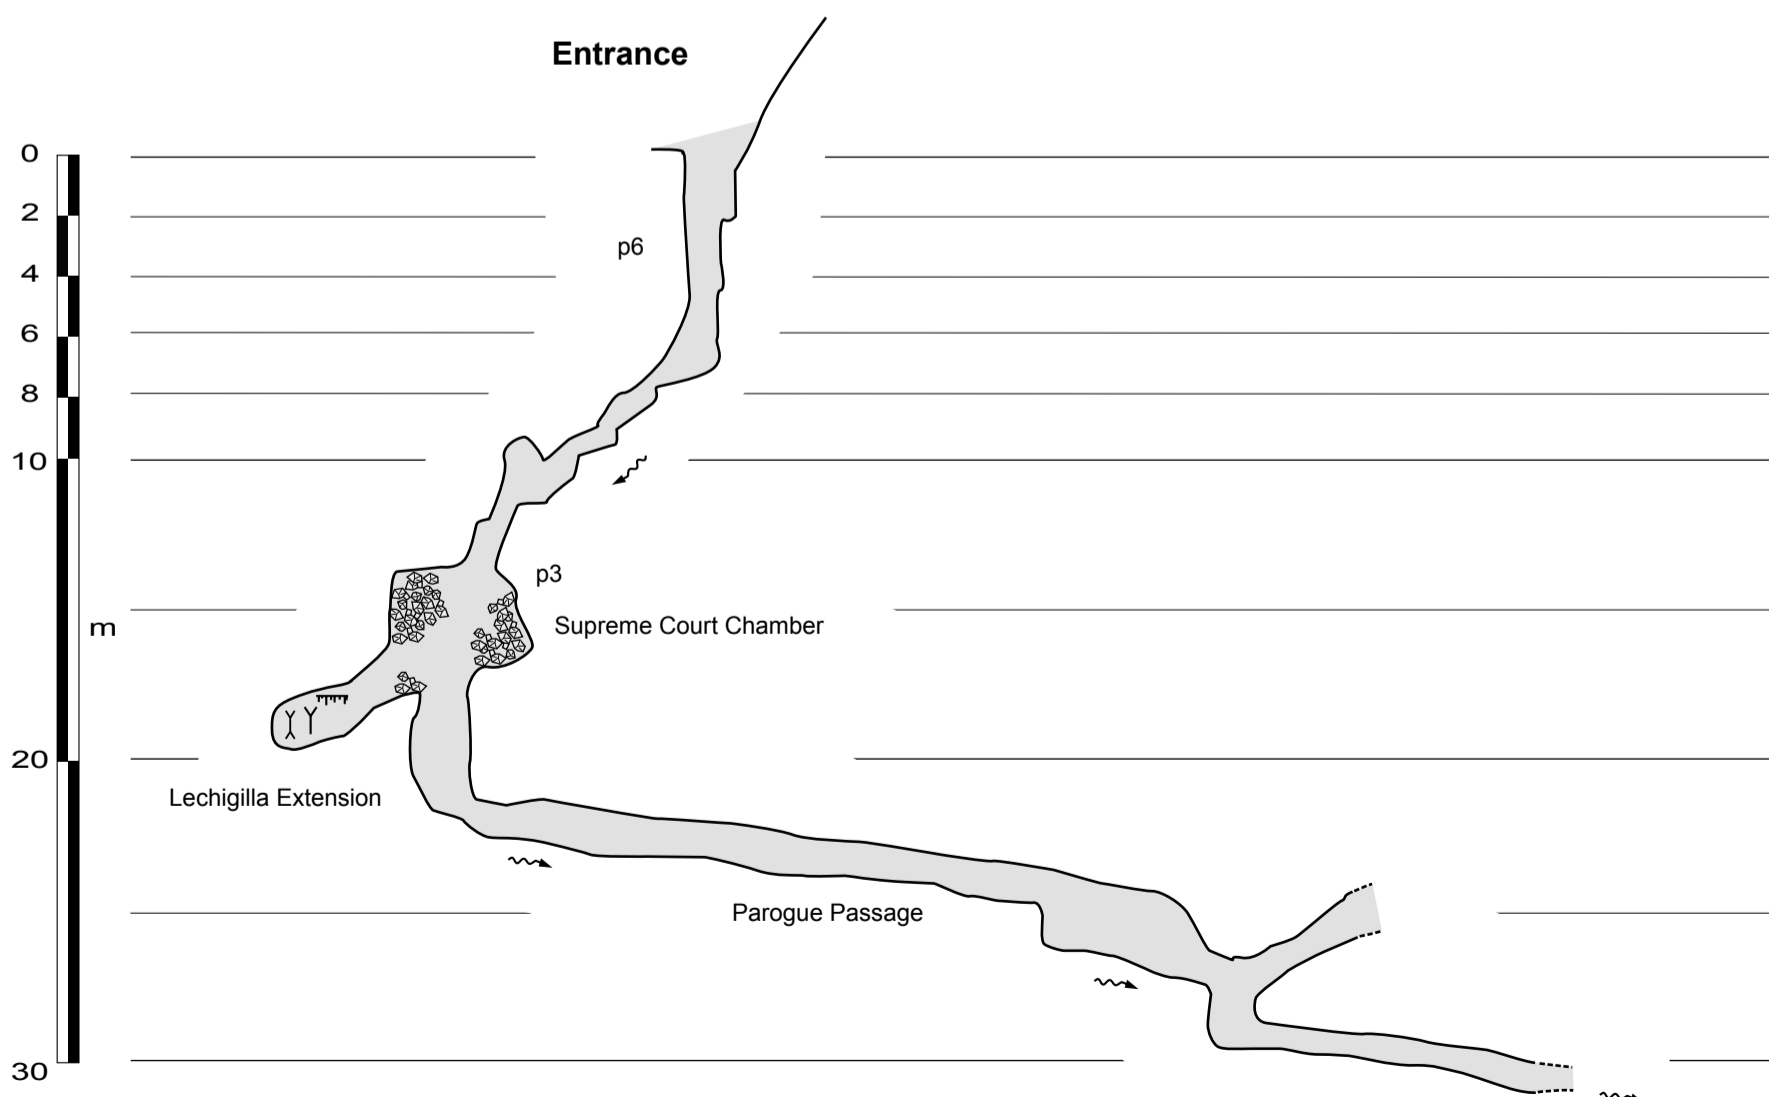 Entrance
0
2
p6
4
6
8
10
p3
m
Supreme Court Chamber
20
Lechigilla Extension
Parogue Passage
30